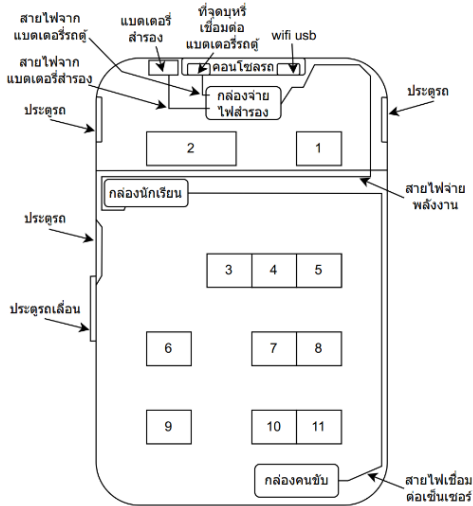 สายไฟจาก
แบตเตอรี่รถตู้
แบตเตอรี่
สำรอง
ที่จุดบุหรี่
เชื่อมต่อ
แบตเตอรี่รถตู้
wifi usb
สายไฟจาก
แบตเตอรี่สำรอง
คอนโซลรถ
กล่องจ่าย
ไฟสำรอง
ประตูรถ
ประตูรถ
2
1
กล่องนักเรียน
สายไฟจ่าย
พลังงาน
ประตูรถ
3
4
5
ประตูรถเลื่อน
6
7
8
9
10
11
กล่องคนขับ
สายไฟเชื่อม
ต่อเซ็นเซอร์